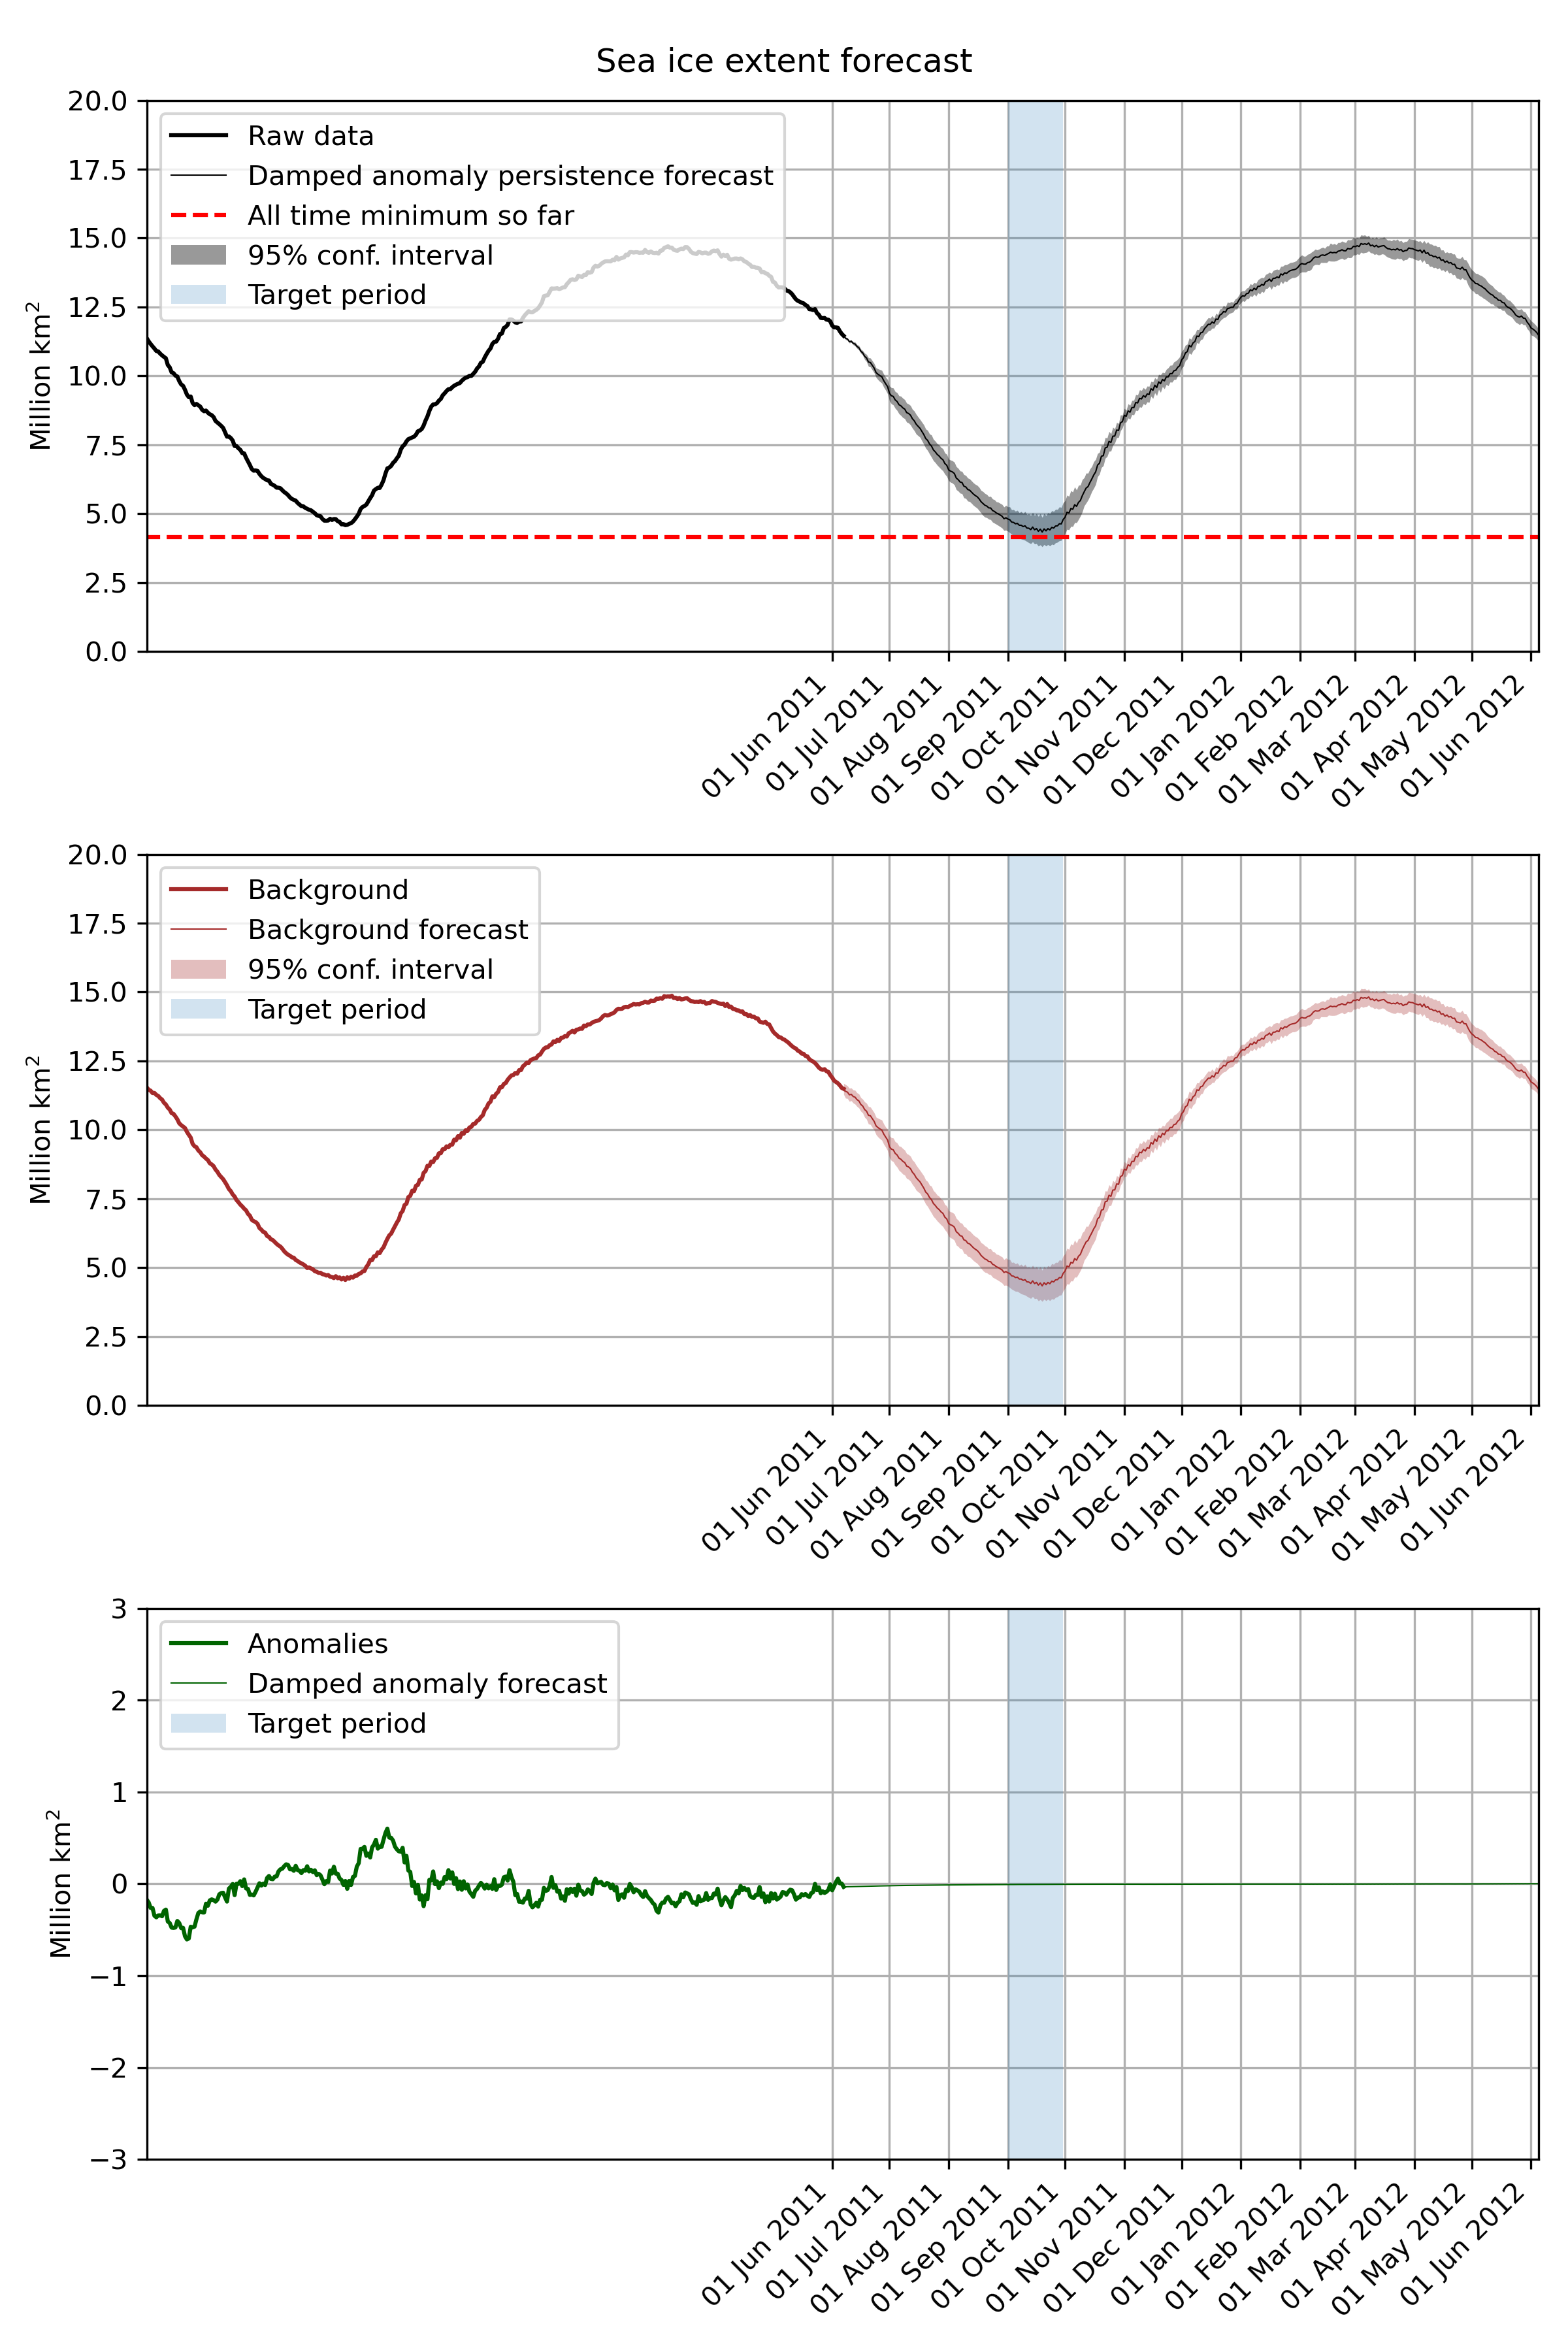 Sea ice extent forecast
20.0
17.5
15.0
12.5
10.0
7.5
5.0
2.5
0.0
Million km²
Raw data
Damped anomaly persistence forecast
All time minimum so far
95% conf. interval
Target period
01 Jun 2011
01 Jul 2011
01 Aug 2011
01 Sep 2011
01 Oct 2011
01 Nov 2011
01 Dec 2011
01 Jan 2012
01 Feb 2012
01 Mar 2012
01 Apr 2012
01 May 2012
01 Jun 2012
20.0
17.5
15.0
12.5
10.0
7.5
5.0
2.5
0.0
Million km²
Background
Background forecast
95% conf. interval
Target period
01 Jun 2011
01 Jul 2011
01 Aug 2011
01 Sep 2011
01 Oct 2011
01 Nov 2011
01 Dec 2011
01 Jan 2012
01 Feb 2012
01 Mar 2012
01 Apr 2012
01 May 2012
01 Jun 2012
3
2
1
0
−1
−2
−3
Million km²
Anomalies
Damped anomaly forecast
Target period
01 Jun 2011
01 Jul 2011
01 Aug 2011
01 Sep 2011
01 Oct 2011
01 Nov 2011
01 Dec 2011
01 Jan 2012
01 Feb 2012
01 Mar 2012
01 Apr 2012
01 May 2012
01 Jun 2012